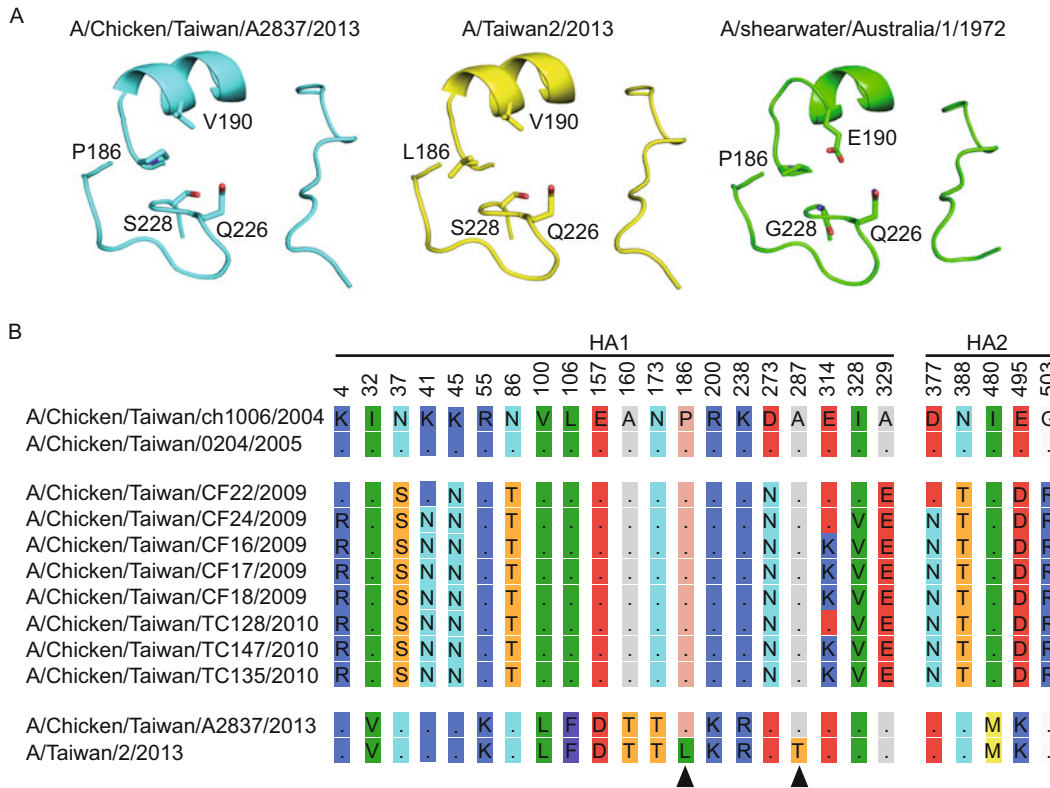 A
A/Chicken/Taiwan/A2837/2013 A/Taiwan2/2013 A/shearwater/Australia/1/1972
V190 V190 E190
P186 L186 P186
S228 Q226 S228 Q226 G228 Q226
B
HA1 HA2
4 32 37 41 45 55 86 100 106 157 160 173 186 200 238 273 287 314 328 329 377 388 480 495 503
A/Chicken/Taiwan/ch1006/2004 K I N K K R N V L E A N P R K D A E I A D N I E G
A/Chicken/Taiwan/0204/2005 . . . . . . . . . . . . . . . . . . . . . . . . .
A/Chicken/Taiwan/CF22/2009 . . S . N . T . . . . . . . . N . . . E . T . D R
A/Chicken/Taiwan/CF24/2009 R . S N N . T . . . . . . . . N . . V E N T . D R
A/Chicken/Taiwan/CF16/2009 R . S N N . T . . . . . . . . N . K V E N T . D R
A/Chicken/Taiwan/CF17/2009 R . S N N . T . . . . . . . . N . K V E N T . D R
A/Chicken/Taiwan/CF18/2009 R . S N N . T . . . . . . . . N . K V E N T . D R
A/Chicken/Taiwan/TC128/2010 R . S N N . T . . . . . . . . N . . V E N T . D R
A/Chicken/Taiwan/TC147/2010 R . S N N . T . . . . . . . . N . K V E N T . D R
A/Chicken/Taiwan/TC135/2010 R . S N N . T . . . . . . . . N . K V E N T . D R
A/Chicken/Taiwan/A2837/2013 . V . . . K . L F D T T . K R . . . . . . . M K .
A/Taiwan/2/2013 . V . . . K . L F D T T L K R . T . . . . . M K .